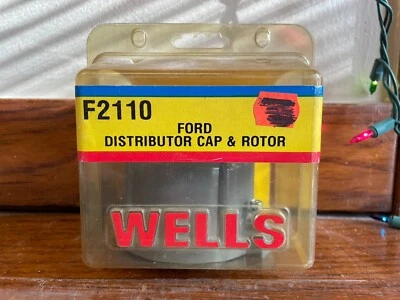 F2110
FORD
DISTRIBUTOR CAP & ROTOR
WELLS